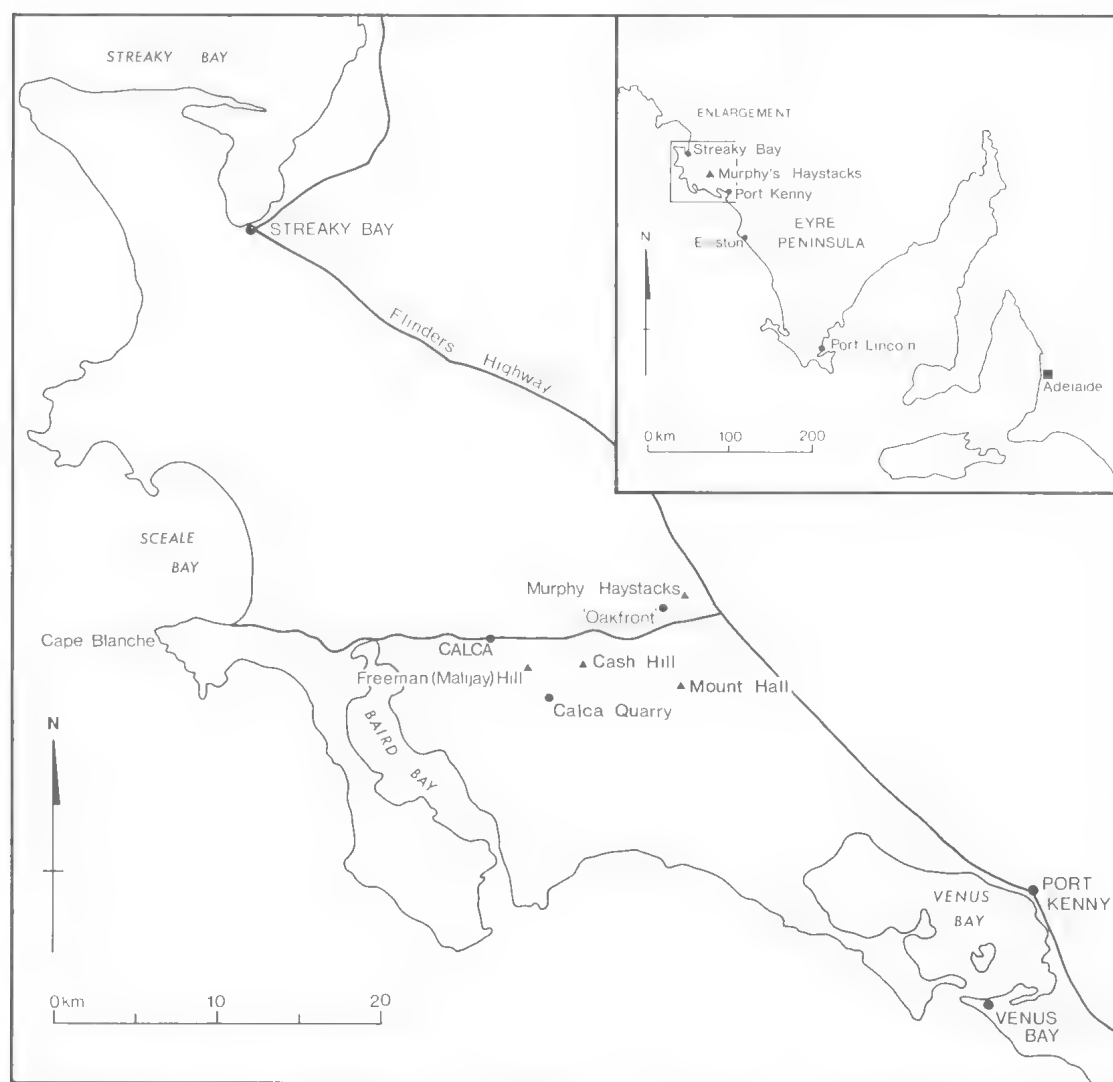 STREAKY BAY
STREAKY BAY
Flinders Highway
SCEALE
BAY
Cape Blanche
CALCA
Murphy Haystacks
'Oakfront'
Freeman (Malijay) Hill
Cash Hill
Mount Hall
Calca Quarry
BAIRD BAY
N
0 km 10 20
VENUS
BAY
PORT
KENNY
VENUS
BAY
ENLARGEMENT
Streaky Bay
Murphy's Haystacks
Port Kenny
EYRE
PENINSULA
N
Port Lincoln
Adelaide
0 km 100 200